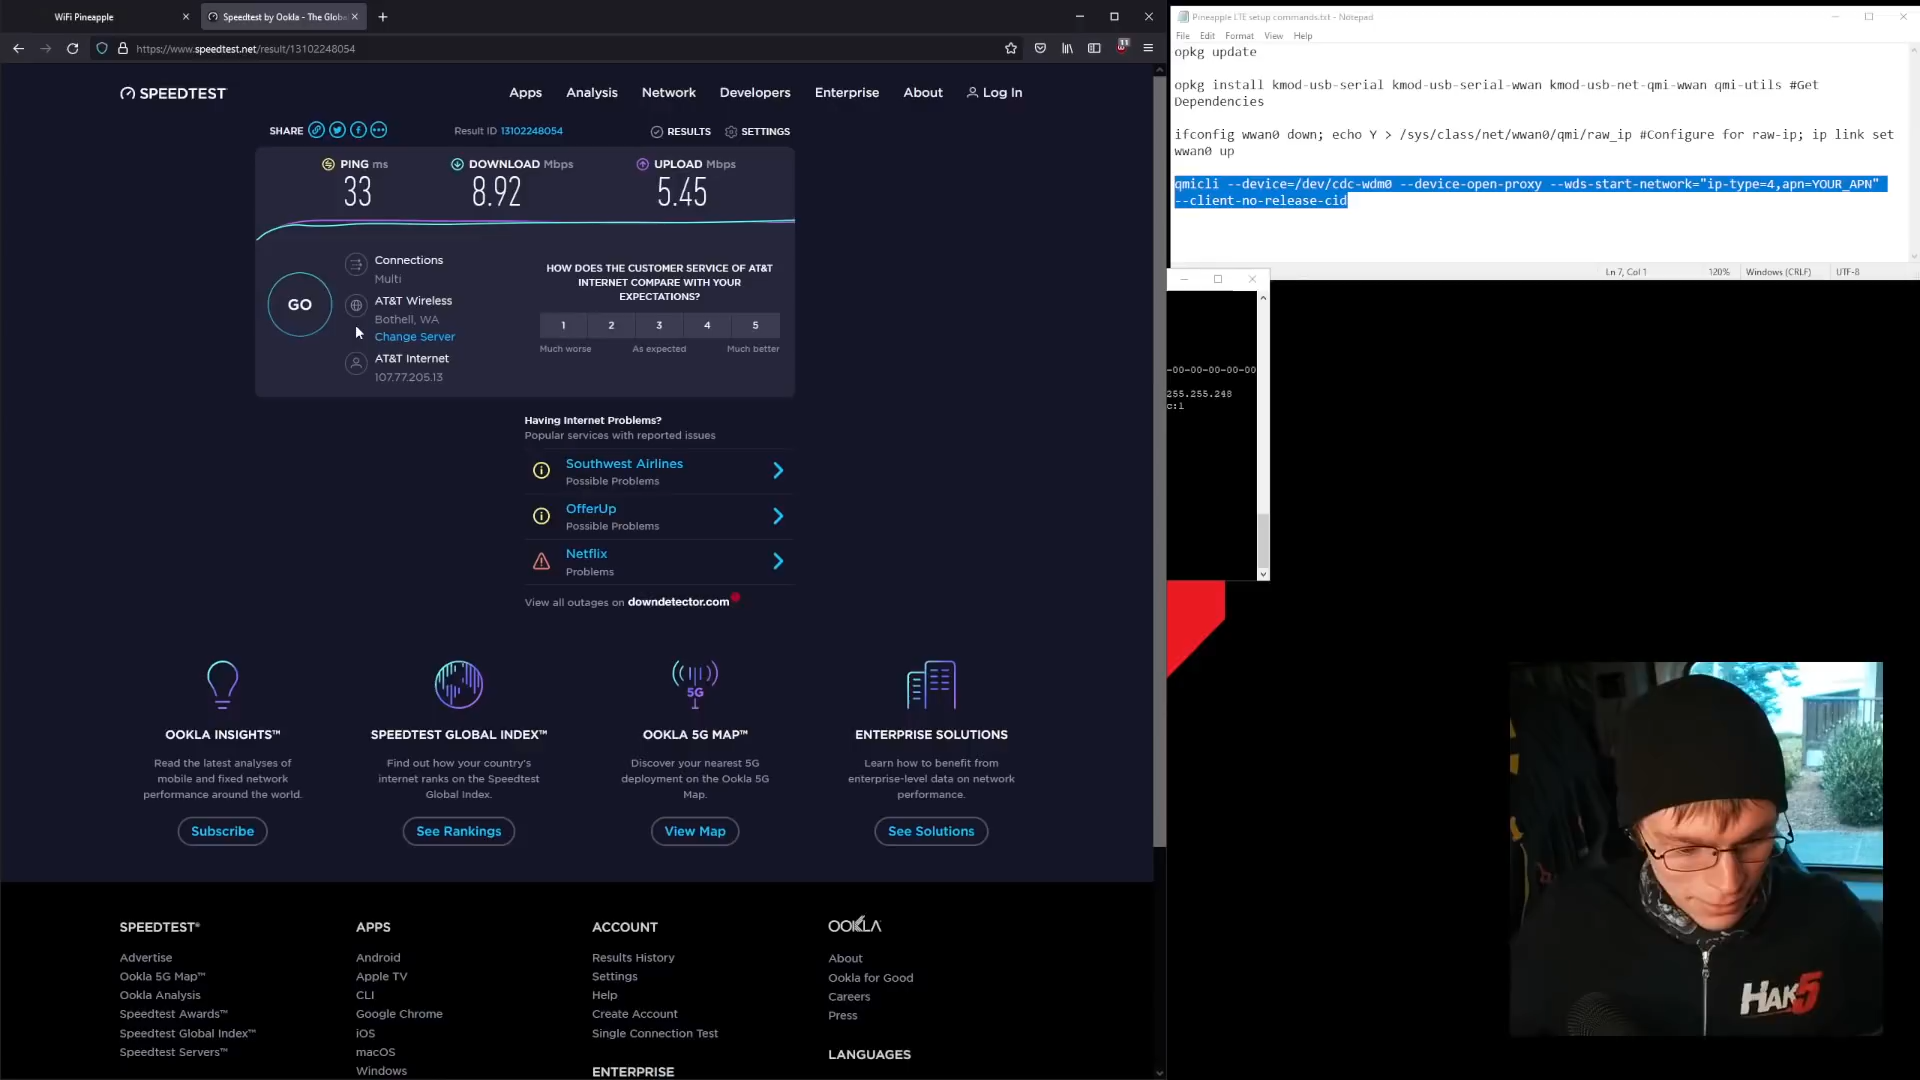 WiFi Pineapple
Speedtest by Ookla - The Globa
https://www.speedtest.net/result/13102248054
11
SPEEDTEST
Apps
Analysis
Network
Developers
Enterprise
About
Log In
SHARE
Result ID 13102248054
RESULTS
SETTINGS
PING ms
33
DOWNLOAD Mbps
8.92
UPLOAD Mbps
5.45
GO
Connections
Multi
AT&T Wireless
Bothell, WA
Change Server
AT&T Internet
107.77.205.13
HOW DOES THE CUSTOMER SERVICE OF AT&T
INTERNET COMPARE WITH YOUR
EXPECTATIONS?
1 2 3 4 5
Much worse As expected Much better
Having Internet Problems?
Popular services with reported issues
Southwest Airlines
Possible Problems
OfferUp
Possible Problems
Netflix
Problems
View all outages on downdetector.com
OOKLA INSIGHTS™
Read the latest analyses of
mobile and fixed network
performance around the world.
Subscribe
SPEEDTEST GLOBAL INDEX™
Find out how your country's
internet ranks on the Speedtest
Global Index.
See Rankings
5G
OOKLA 5G MAP™
Discover your nearest 5G
deployment on the Ookla 5G
Map.
View Map
ENTERPRISE SOLUTIONS
Learn how to benefit from
enterprise-level data on network
performance.
See Solutions
SPEEDTEST®
Advertise
Ookla 5G Map™
Ookla Analysis
Speedtest Awards™
Speedtest Global Index™
Speedtest Servers™
APPS
Android
Apple TV
CLI
Google Chrome
iOS
macOS
Windows
ACCOUNT
Results History
Settings
Help
Create Account
Single Connection Test
ENTERPRISE
OOKLA
About
Ookla for Good
Careers
Press
LANGUAGES
Pineapple LTE setup commands.txt - Notepad
File Edit Format View Help
opkg update
opkg install kmod-usb-serial kmod-usb-serial-wwan kmod-usb-net-qmi-wwan qmi-utils #Get
Dependencies
ifconfig wwan0 down; echo Y > /sys/class/net/wwan0/qmi/raw_ip #Configure for raw-ip; ip link set
wwan0 up
qmicli --device=/dev/cdc-wdm0 --device-open-proxy --wds-start-network="ip-type=4,apn=YOUR_APN"
--client-no-release-cid
Ln 7, Col 1
120%
Windows (CRLF)
UTF-8
-00-00-00-00-00
255.255.248
c:1
HAK5